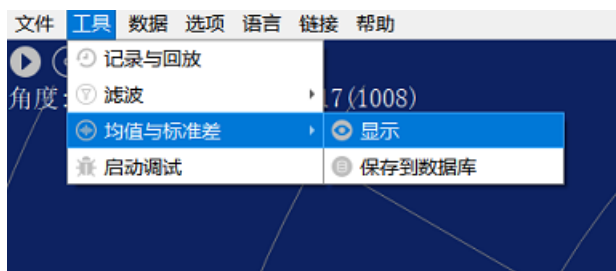 文件 工具 数据 选项 语言 链接 帮助
记录与回放
角度:
滤波
17(1008)
均值与标准差
显示
启动调试
保存到数据库